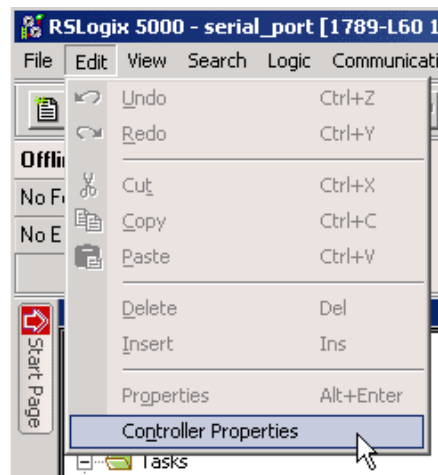 RSLogix 5000 - serial_port [1789-L60 1
File Edit View Search Logic Communicati
Undo Ctrl+Z
Redo Ctrl+Y
Offli
Cut Ctrl+X
No F
Copy Ctrl+C
No E
Paste Ctrl+V
Delete Del
Insert Ins
Start Page
Properties Alt+Enter
Controller Properties
Tasks